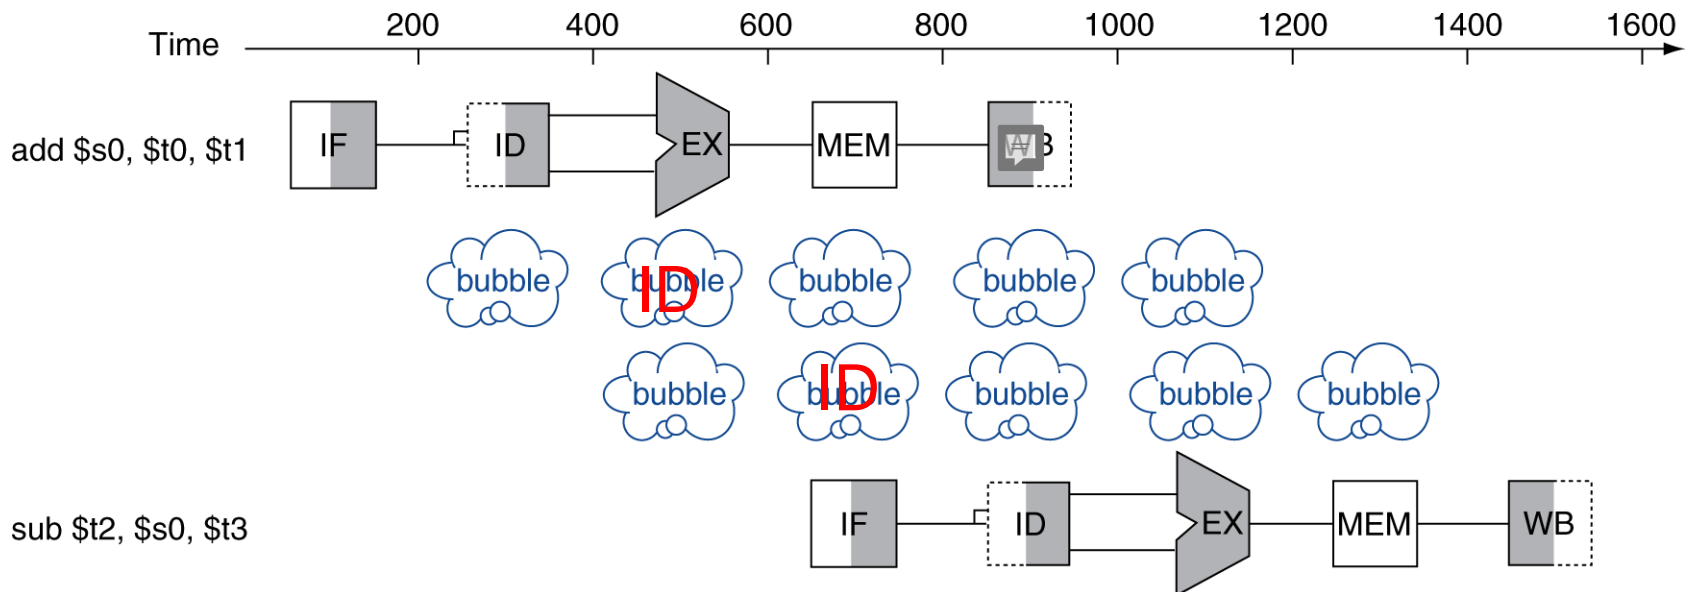 200 400 600 800 1000 1200 1400 1600
Time
add $s0, $t0, $t1 IF ID EX MEM WB
bubble bubble bubble bubble bubble
ID
bubble bubble bubble bubble bubble
ID
sub $t2, $s0, $t3 IF ID EX MEM WB